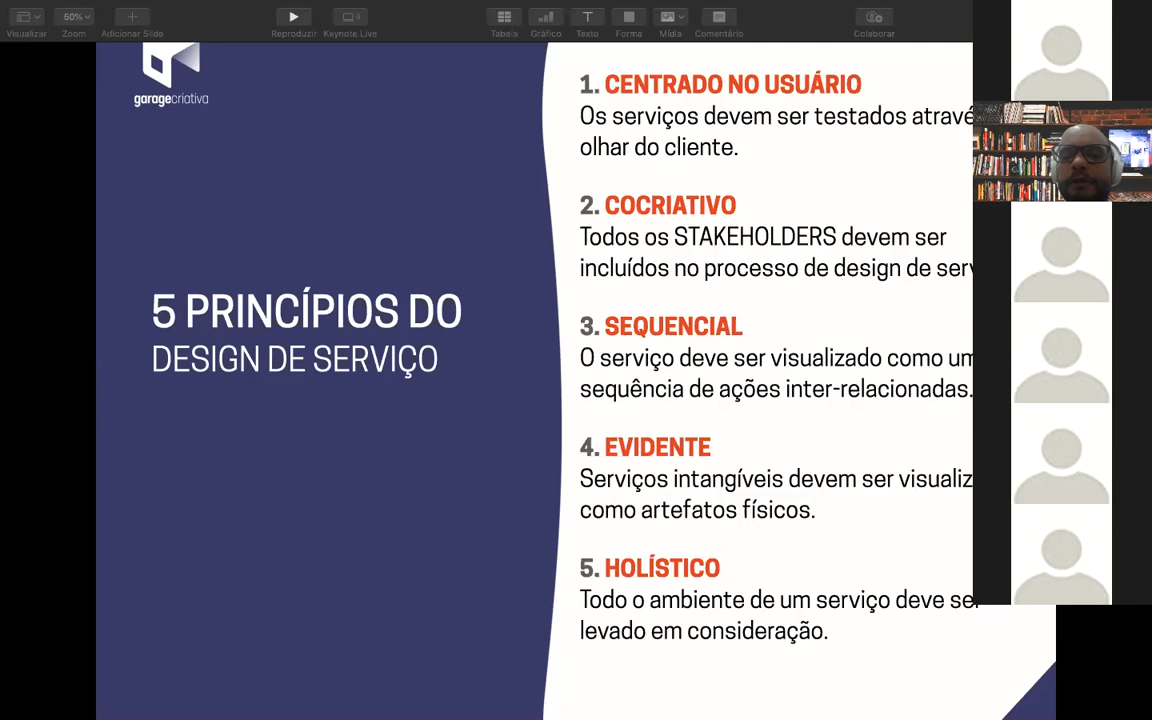 Visualizar
50%
Zoom
Adicionar Slide
Reproduzir
Keynote Live
Tabela
Gráfico
T
Texto
Forma
Mídia
Comentário
Colaborar
garagecriativa
5 PRINCÍPIOS DO
DESIGN DE SERVIÇO
1. CENTRADO NO USUÁRIO
Os serviços devem ser testados atravé
olhar do cliente.
2. COCRIATIVO
Todos os STAKEHOLDERS devem ser
incluídos no processo de design de serv
3. SEQUENCIAL
O serviço deve ser visualizado como um
sequência de ações inter-relacionadas.
4. EVIDENTE
Serviços intangíveis devem ser visualiz
como artefatos físicos.
5. HOLÍSTICO
Todo o ambiente de um serviço deve se
levado em consideração.